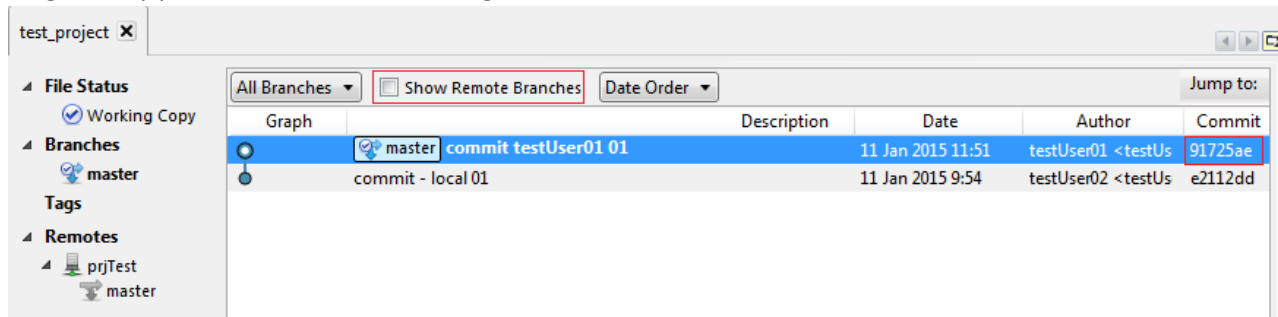 test_project
File Status
Working Copy
Branches
master
Tags
Remotes
prjTest
master
All Branches Show Remote Branches Date Order Jump to:
Graph Description Date Author Commit
master commit testUser01 01 11 Jan 2015 11:51 testUser01 <testUs 91725ae
commit - local 01 11 Jan 2015 9:54 testUser02 <testUs e2112dd